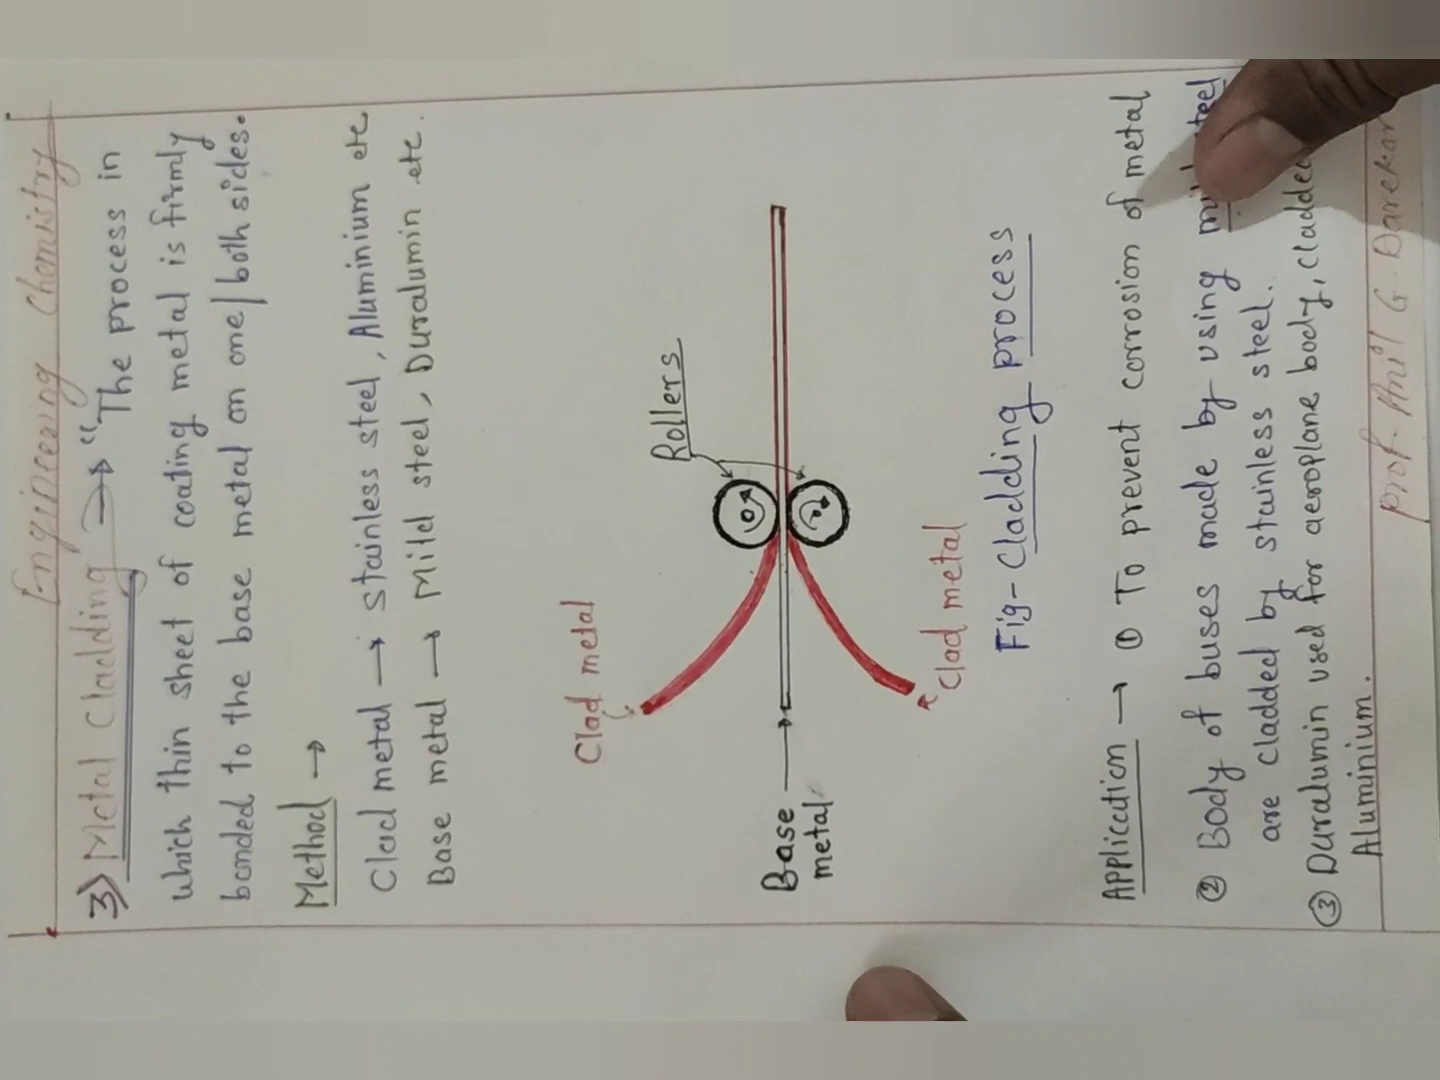 Engineering Chemistry
3) Metal Cladding → "The process in
which thin sheet of coating metal is firmly
bonded to the base metal on one/both sides.
Method →
Clad metal → stainless steel, Aluminium etc
Base metal → Mild steel, Duralumin etc.
Clad metal
Rollers
Base
metal
Clad metal
Fig- Cladding process
Application → ① To prevent corrosion of metal
② Body of buses made by using
are cladded by stainless steel.
③ Duralumin used for aeroplane body, cladded
Aluminium.
Prof. Anil G. Darekar